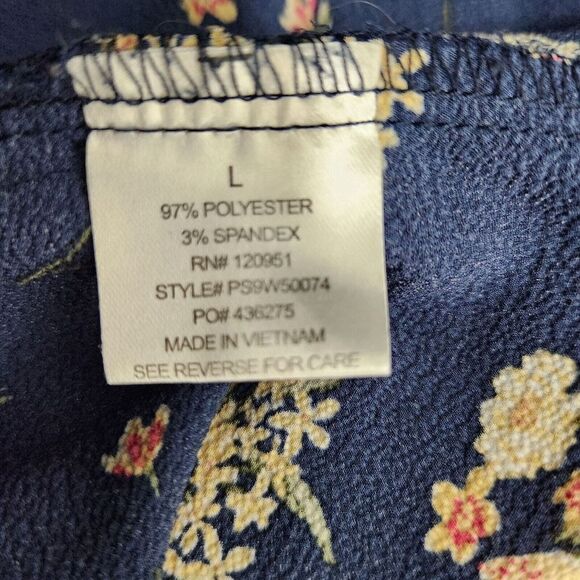 L
97% POLYESTER
3% SPANDEX
RN# 120951
STYLE# PS9W50074
PO# 436275
MADE IN VIETNAM
SEE REVERSE FOR CARE